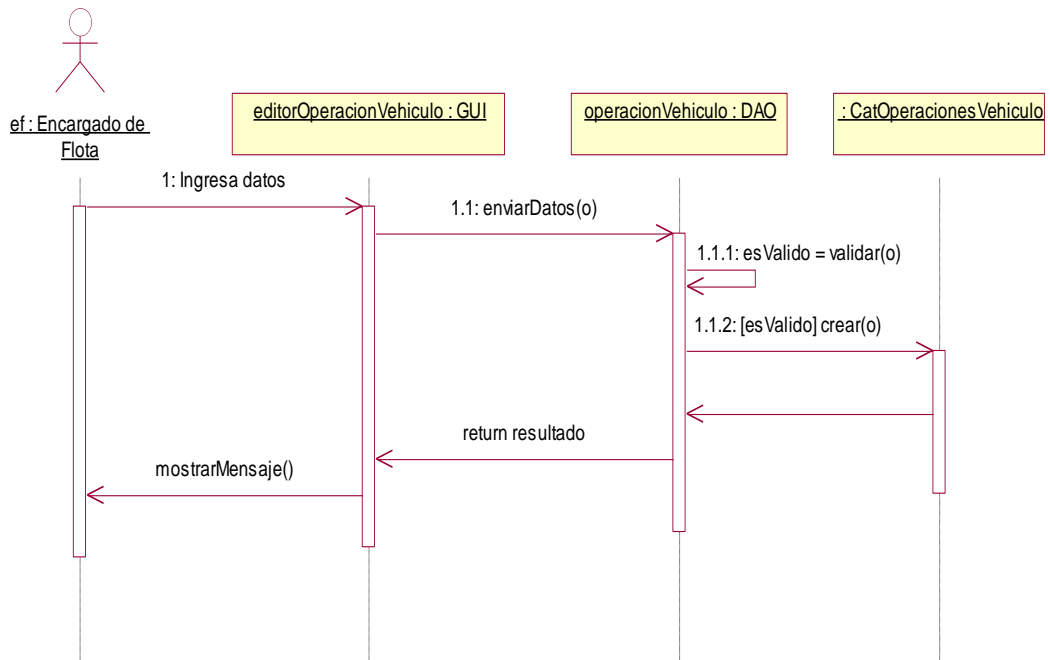 ef : Encargado de
Flota
editorOperacionVehiculo : GUI
operacionVehiculo : DAO
: CatOperacionesVehiculo
1: Ingresa datos
1.1: enviarDatos(o)
1.1.1: esValido = validar(o)
1.1.2: [esValido] crear(o)
return resultado
mostrarMensaje()